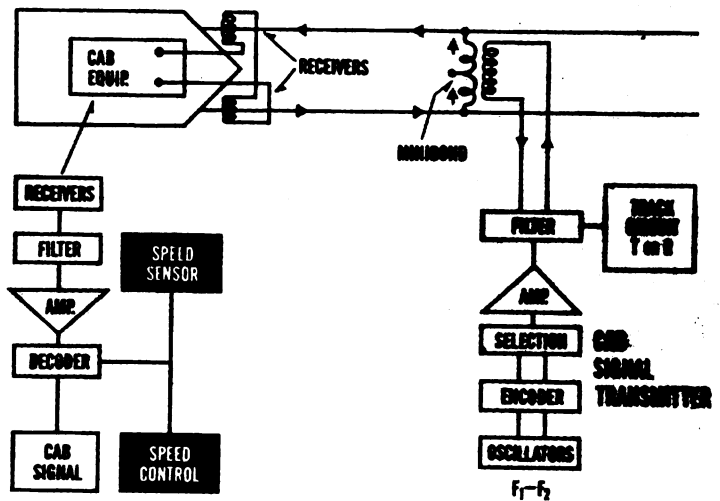 CAB
EQUIP.
RECEIVERS
MINIBOND
RECEIVERS
FILTER
AMP.
DECODER
CAB
SIGNAL
SPEED
SENSOR
SPEED
CONTROL
FILTER
TRACK
CIRCUIT
T on R
AMP.
SELECTION
ENCODER
OSCILLATORS
F₁–F₂
CAB
SIGNAL
TRANSMITTER